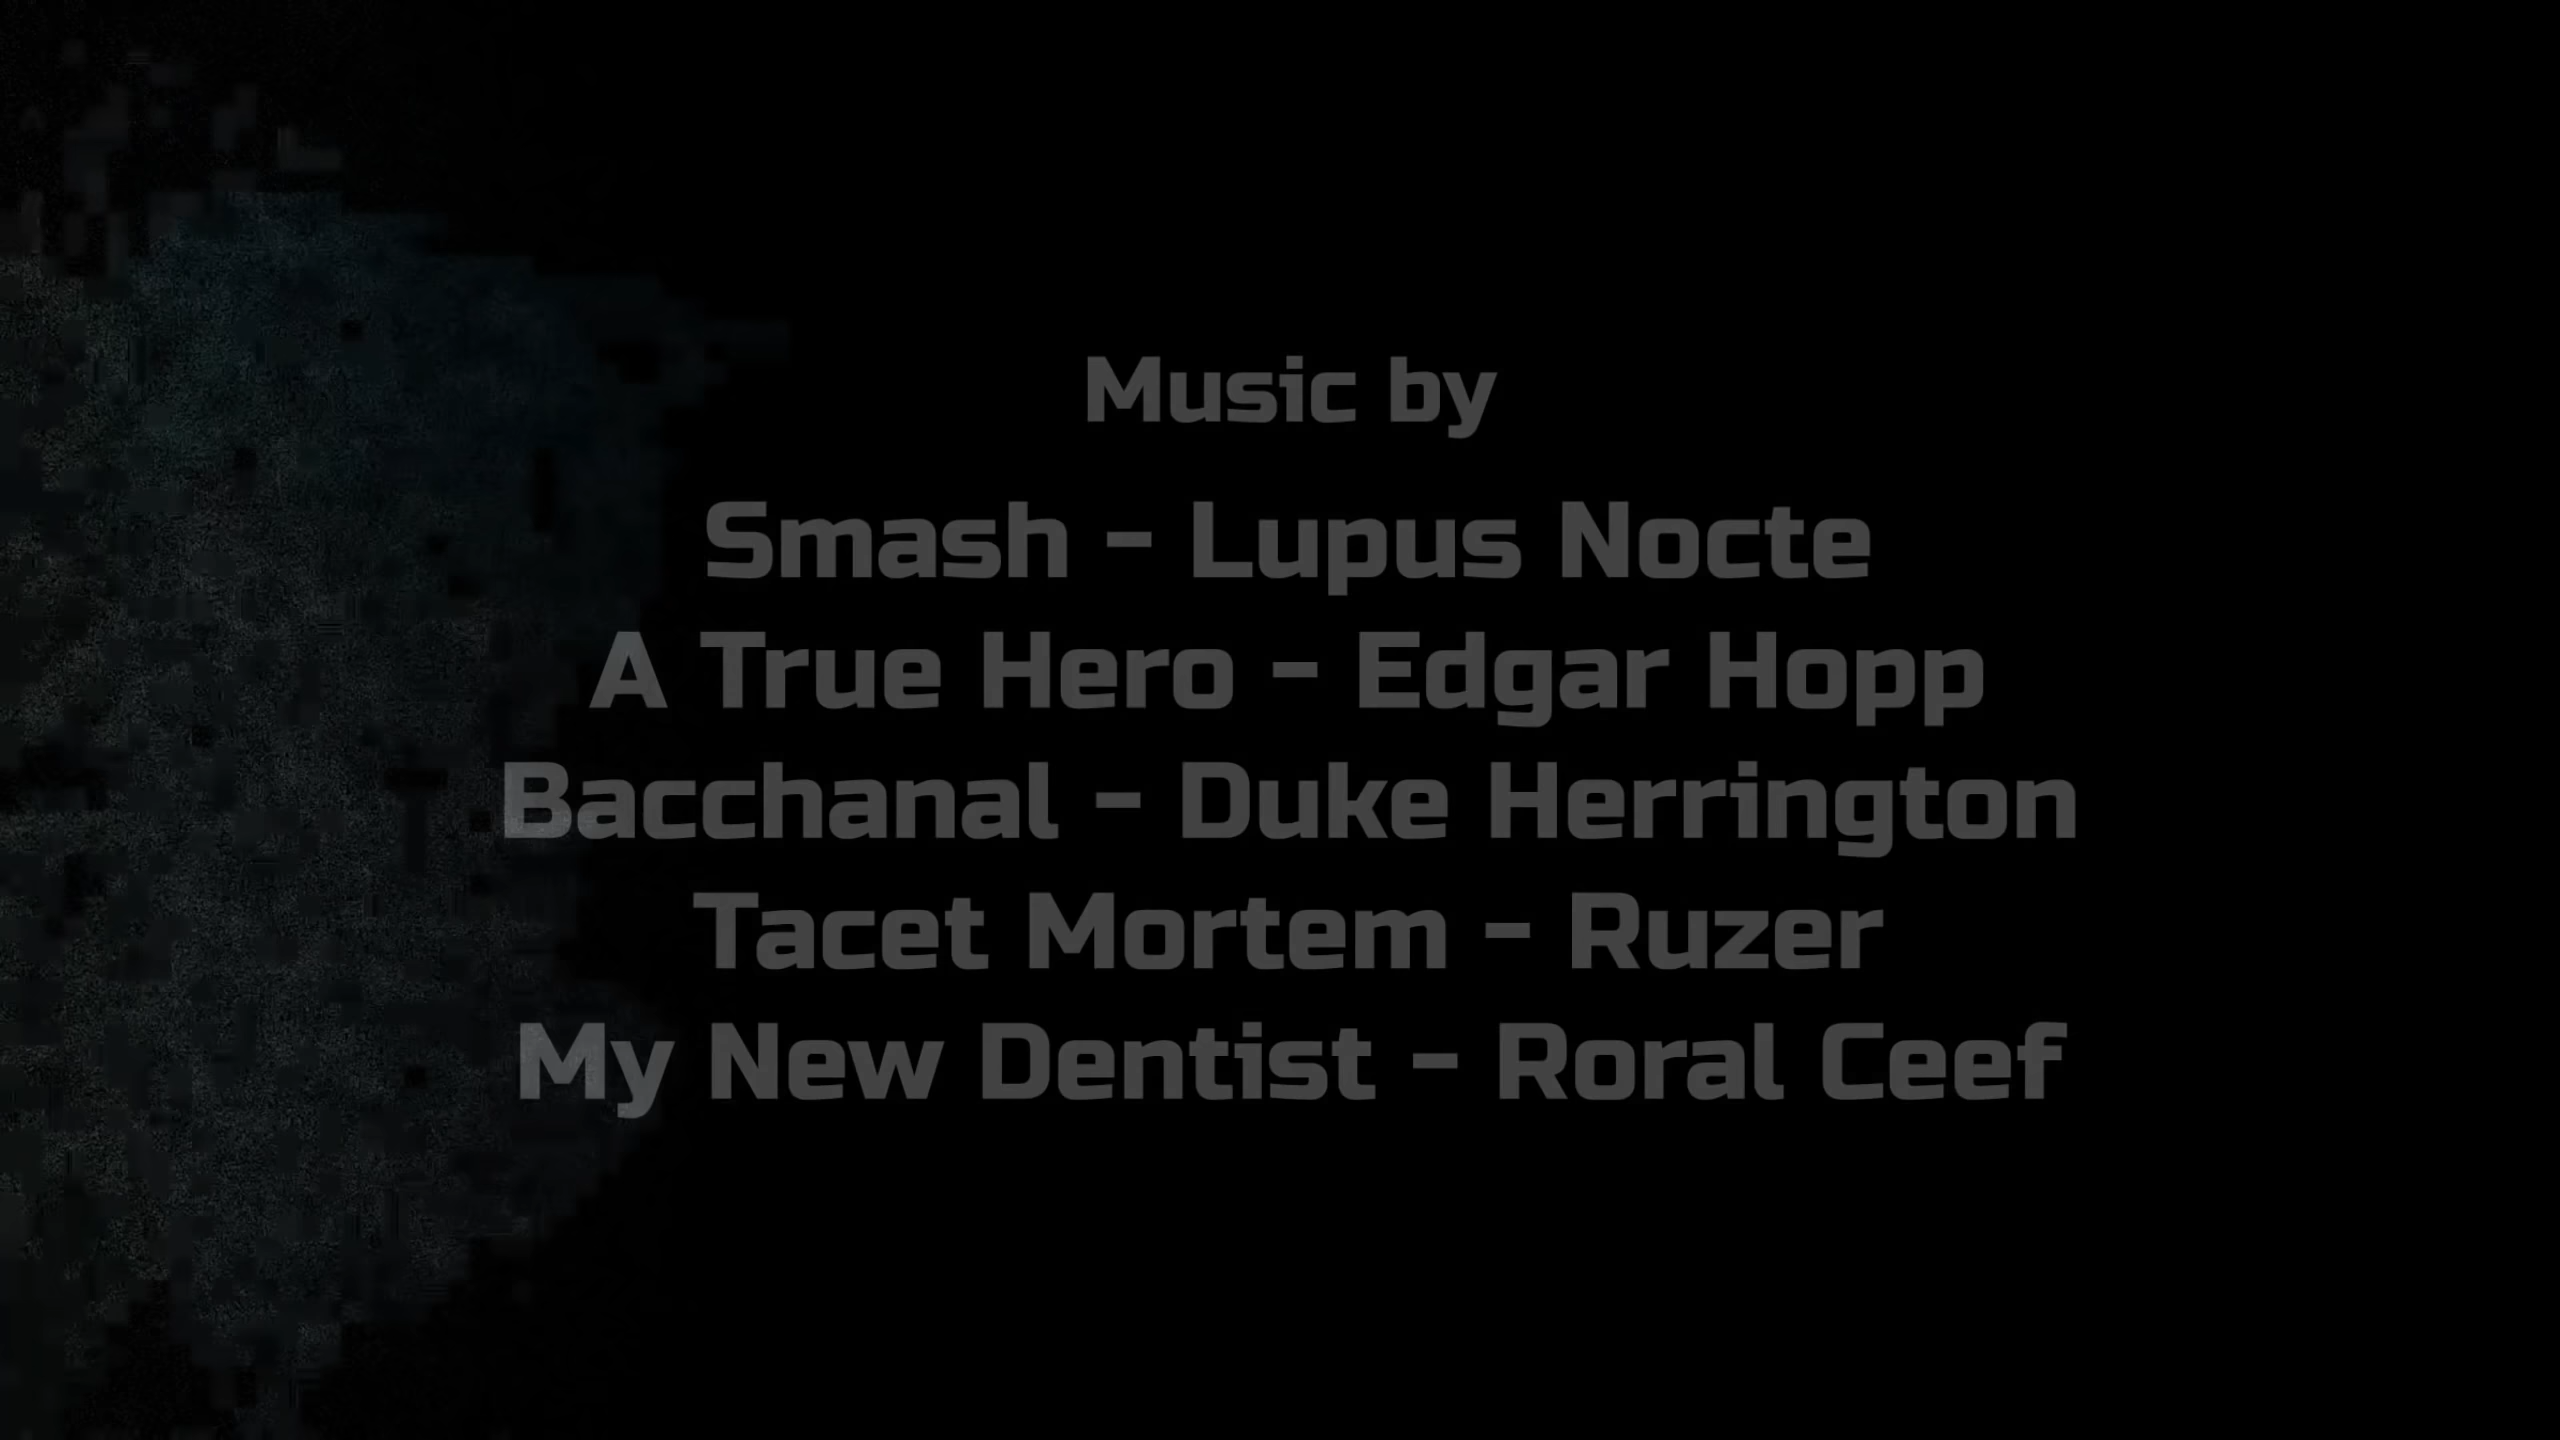 Music by
Smash - Lupus Nocte
A True Hero - Edgar Hopp
Bacchanal - Duke Herrington
Tacet Mortem - Ruzer
My New Dentist - Roral Ceef